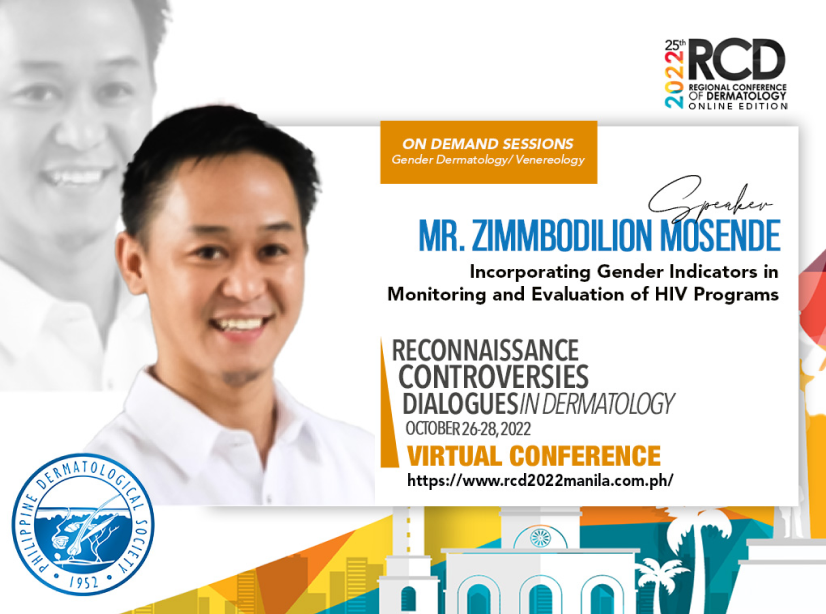 25th
2022
RCD
REGIONAL CONFERENCE
OF DERMATOLOGY
ONLINE EDITION
ON DEMAND SESSIONS
Gender Dermatology/ Venereology
Speaker
MR. ZIMMBODILION MOSENDE
Incorporating Gender Indicators in
Monitoring and Evaluation of HIV Programs
RECONNAISSANCE
CONTROVERSIES
DIALOGUES IN DERMATOLOGY
OCTOBER 26-28, 2022
VIRTUAL CONFERENCE
https://www.rcd2022manila.com.ph/
PHILIPPINE DERMATOLOGICAL SOCIETY
• 1952 •